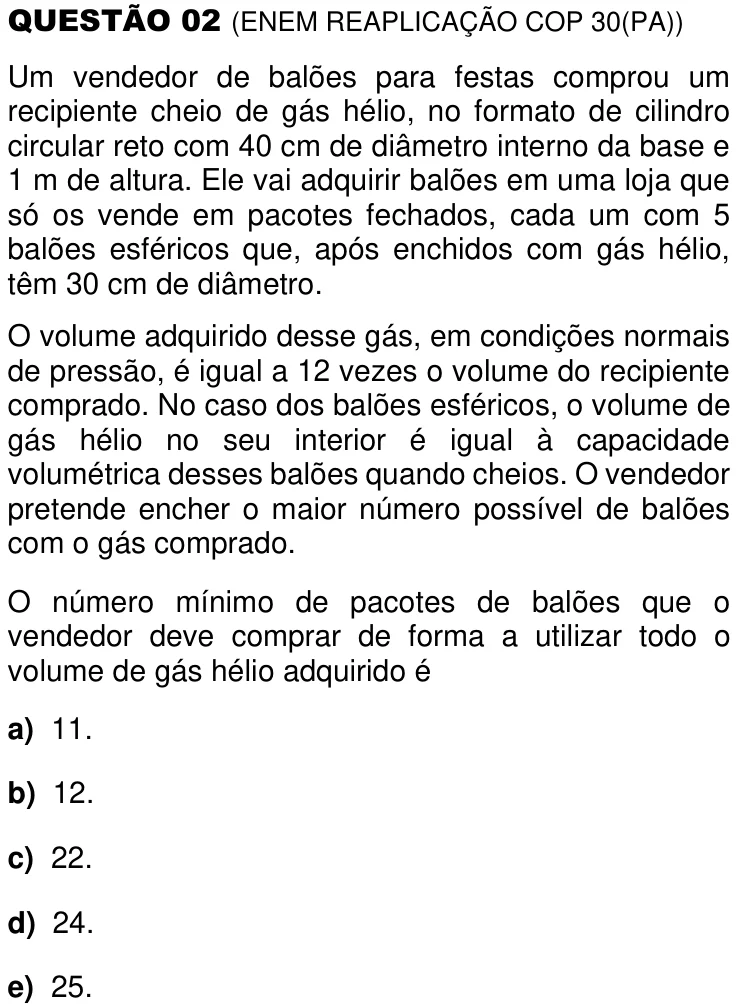 QUESTÃO 02 (ENEM REAPLICAÇÃO COP 30(PA))
Um vendedor de balões para festas comprou um
recipiente cheio de gás hélio, no formato de cilindro
circular reto com 40 cm de diâmetro interno da base e
1 m de altura. Ele vai adquirir balões em uma loja que
só os vende em pacotes fechados, cada um com 5
balões esféricos que, após enchidos com gás hélio,
têm 30 cm de diâmetro.
O volume adquirido desse gás, em condições normais
de pressão, é igual a 12 vezes o volume do recipiente
comprado. No caso dos balões esféricos, o volume de
gás hélio no seu interior é igual à capacidade
volumétrica desses balões quando cheios. O vendedor
pretende encher o maior número possível de balões
com o gás comprado.
O número mínimo de pacotes de balões que o
vendedor deve comprar de forma a utilizar todo o
volume de gás hélio adquirido é
a) 11.
b) 12.
c) 22.
d) 24.
e) 25.